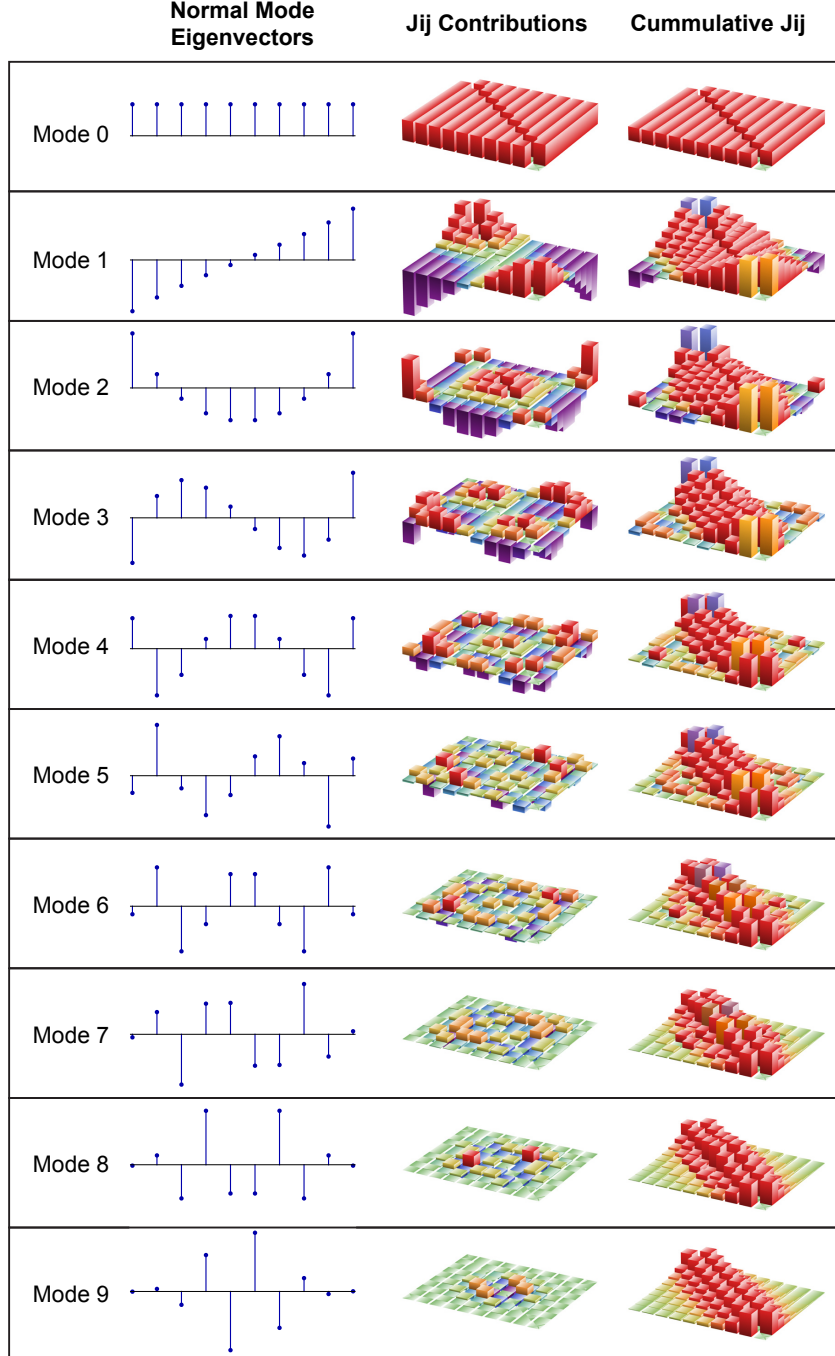 Normal Mode
Eigenvectors
Jij Contributions
Cummulative Jij
Mode 0
Mode 1
Mode 2
Mode 3
Mode 4
Mode 5
Mode 6
Mode 7
Mode 8
Mode 9